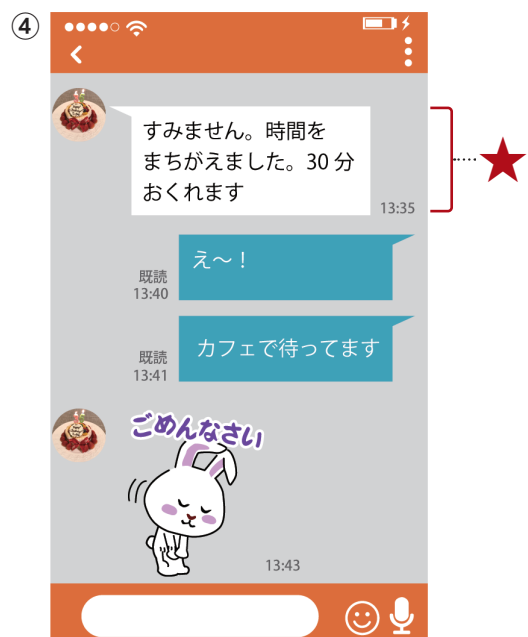 ④
すみません。時間を
まちがえました。30分
おくれます
13:35
え〜！
既読
13:40
カフェで待ってます
既読
13:41
ごめんなさい
13:43